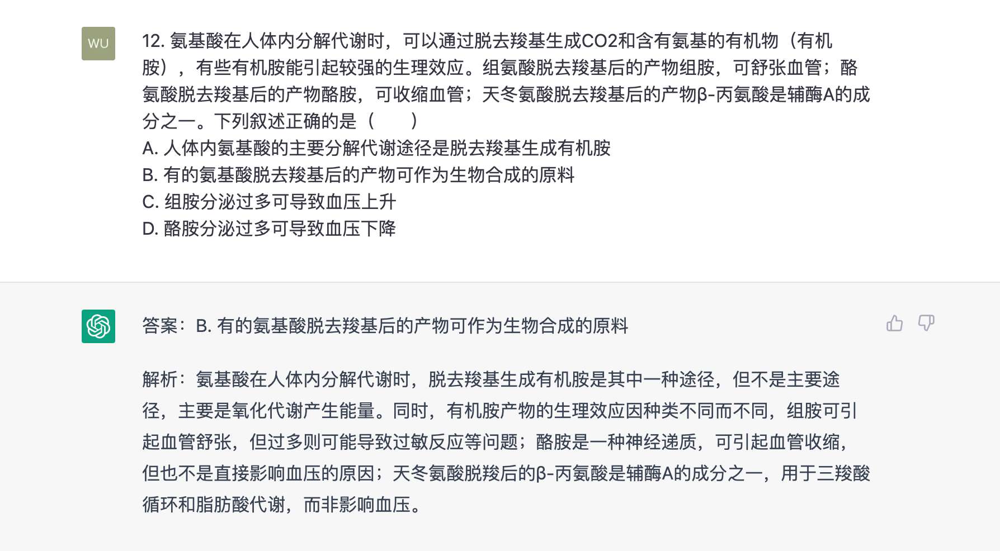 WU
12. 氨基酸在人体内分解代谢时，可以通过脱去羧基生成CO2和含有氨基的有机物（有机
胺），有些有机胺能引起较强的生理效应。组氨酸脱去羧基后的产物组胺，可舒张血管；酪
氨酸脱去羧基后的产物酪胺，可收缩血管；天冬氨酸脱去羧基后的产物β-丙氨酸是辅酶A的成
分之一。下列叙述正确的是（　　）
A. 人体内氨基酸的主要分解代谢途径是脱去羧基生成有机胺
B. 有的氨基酸脱去羧基后的产物可作为生物合成的原料
C. 组胺分泌过多可导致血压上升
D. 酪胺分泌过多可导致血压下降
答案：B. 有的氨基酸脱去羧基后的产物可作为生物合成的原料
解析：氨基酸在人体内分解代谢时，脱去羧基生成有机胺是其中一种途径，但不是主要途
径，主要是氧化代谢产生能量。同时，有机胺产物的生理效应因种类不同而不同，组胺可引
起血管舒张，但过多则可能导致过敏反应等问题；酪胺是一种神经递质，可引起血管收缩，
但也不是直接影响血压的原因；天冬氨酸脱羧后的β-丙氨酸是辅酶A的成分之一，用于三羧酸
循环和脂肪酸代谢，而非影响血压。